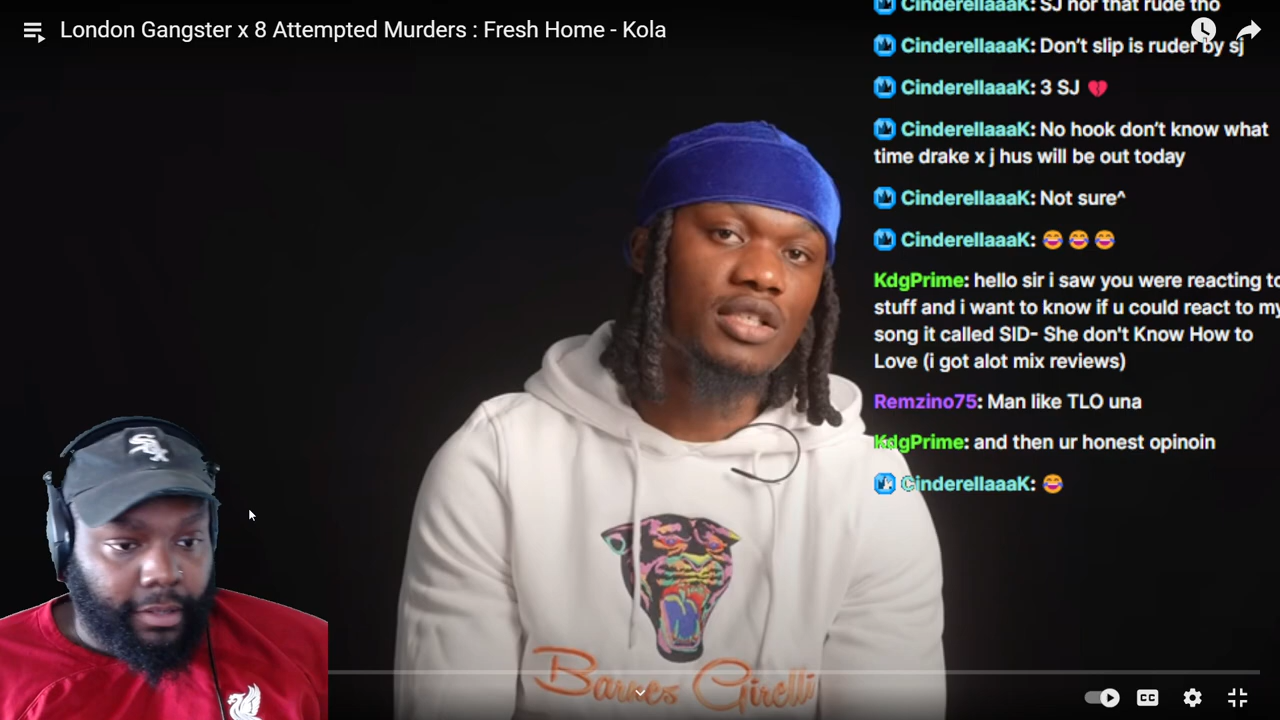 London Gangster x 8 Attempted Murders : Fresh Home - Kola
CinderellaaaK: SJ nor that rude tho
CinderellaaaK: Don't slip is ruder by sj
CinderellaaaK: 3 SJ 💔
CinderellaaaK: No hook don't know what
time drake x j hus will be out today
CinderellaaaK: Not sure^
CinderellaaaK: 😂 😂 😂
KdgPrime: hello sir i saw you were reacting to
stuff and i want to know if u could react to my
song it called SID- She don't Know How to
Love (i got alot mix reviews)
Remzino75: Man like TLO una
KdgPrime: and then ur honest opinoin
CinderellaaaK: 😂
Barnes Girelli
SOX
CC